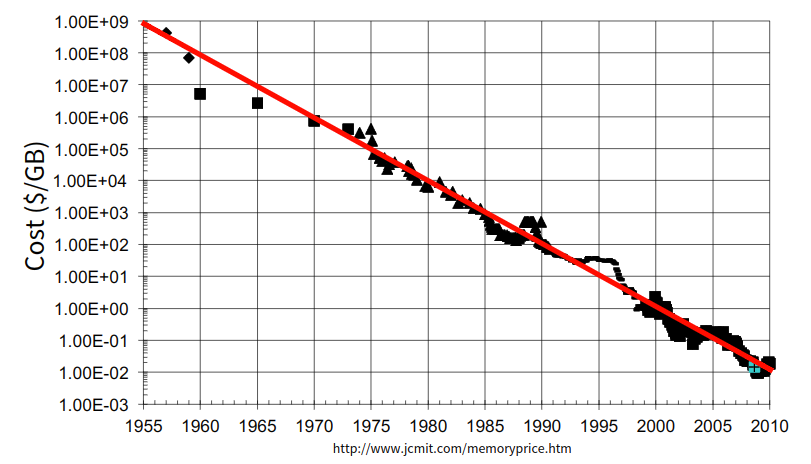 Cost ($/GB)
1.00E+09
1.00E+08
1.00E+07
1.00E+06
1.00E+05
1.00E+04
1.00E+03
1.00E+02
1.00E+01
1.00E+00
1.00E-01
1.00E-02
1.00E-03
1955 1960 1965 1970 1975 1980 1985 1990 1995 2000 2005 2010
http://www.jcmit.com/memoryprice.htm